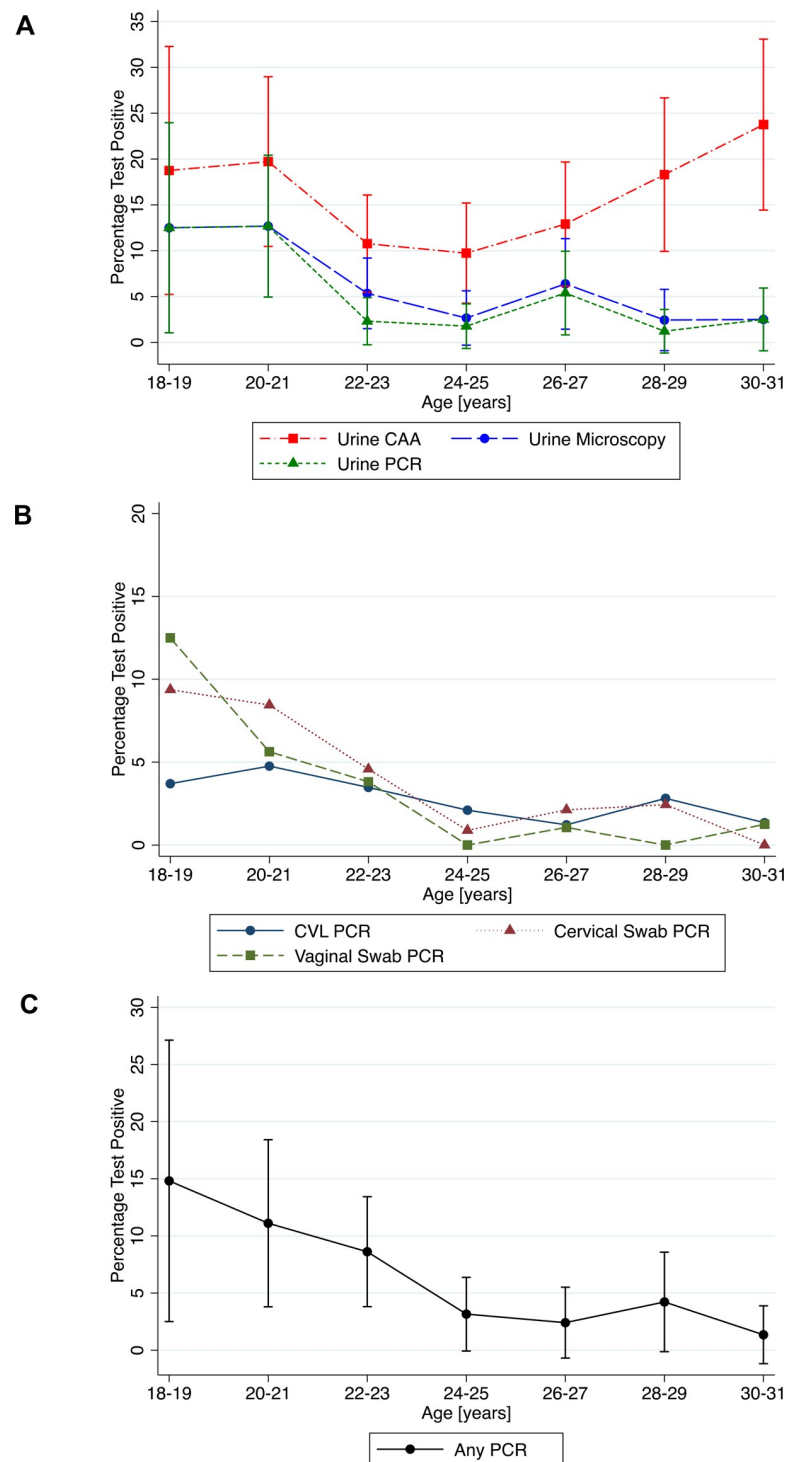 A
Percentage Test Positive
35
30
25
20
15
10
5
0
18-19 20-21 22-23 24-25 26-27 28-29 30-31
Age [years]
Urine CAA Urine Microscopy
Urine PCR
B
Percentage Test Positive
20
15
10
5
0
18-19 20-21 22-23 24-25 26-27 28-29 30-31
Age [years]
CVL PCR Cervical Swab PCR
Vaginal Swab PCR
C
Percentage Test Positive
30
25
20
15
10
5
0
18-19 20-21 22-23 24-25 26-27 28-29 30-31
Age [years]
Any PCR